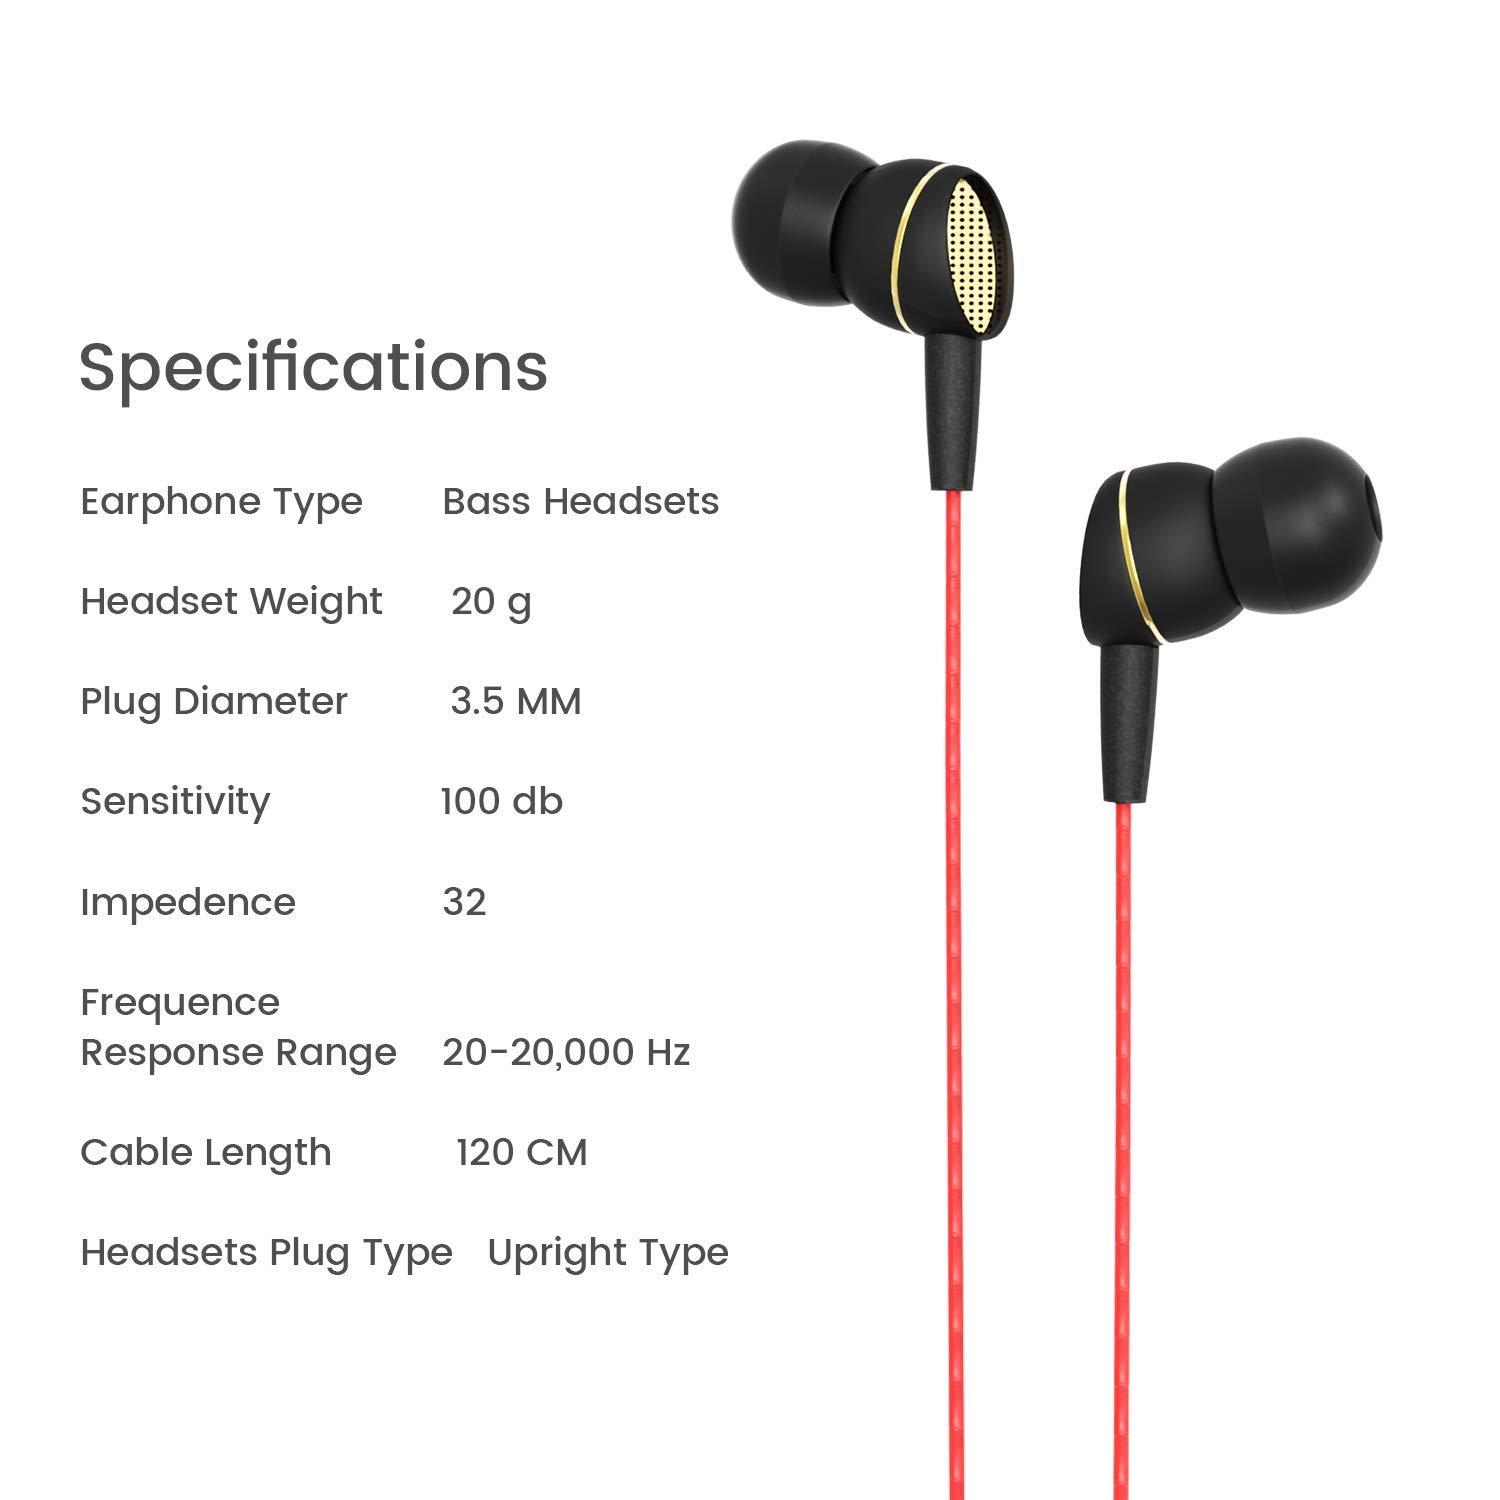 Specifications
Earphone Type Bass Headsets
Headset Weight 20 g
Plug Diameter 3.5 MM
Sensitivity 100 db
Impedence 32
Frequence
Response Range 20-20,000 Hz
Cable Length 120 CM
Headsets Plug Type Upright Type